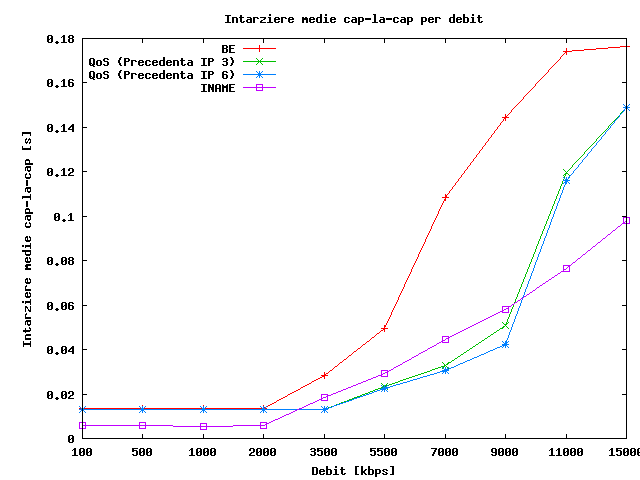 Intarziere medie cap-la-cap per debit
0.18
0.16
0.14
0.12
0.1
0.08
0.06
0.04
0.02
0
Intarziere medie cap-la-cap [s]
BE
QoS (Precedenta IP 3)
QoS (Precedenta IP 6)
INAME
100 500 1000 2000 3500 5500 7000 9000 11000 15000
Debit [kbps]